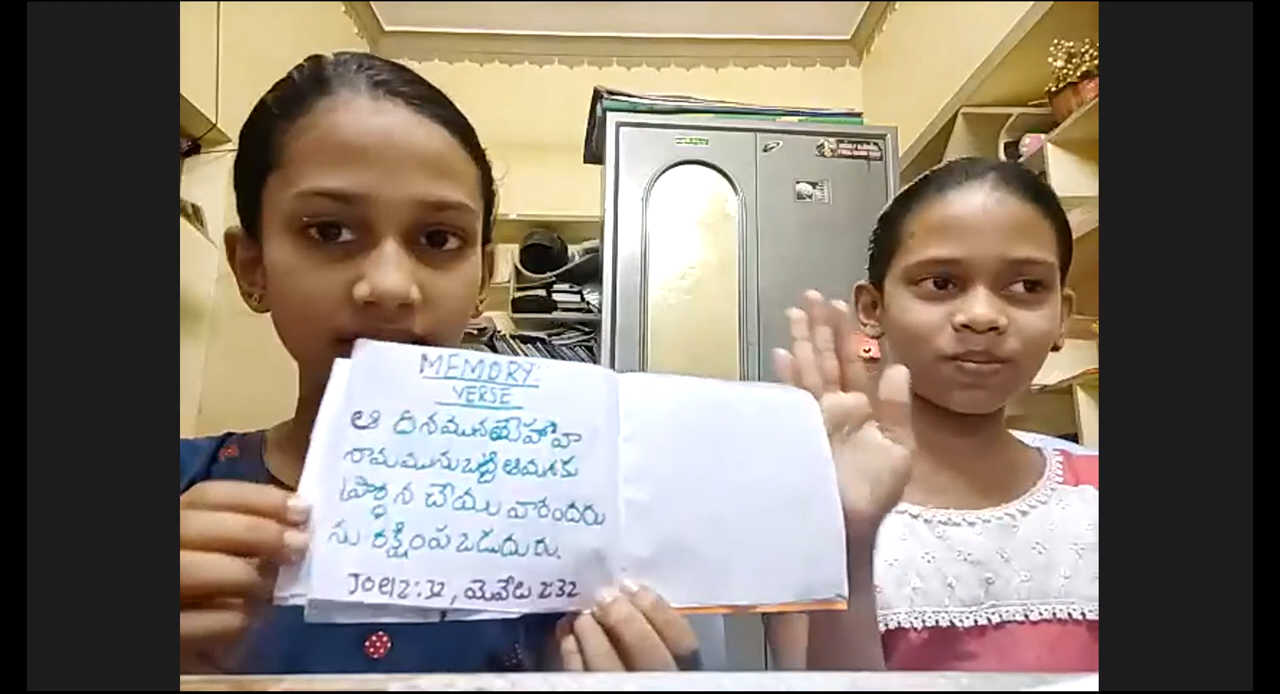 MEMORY
VERSE
ఆ దినమున యెహోవా
నామమునుబట్టి ఆయనకు
ప్రార్థన చేయు వారందరు
ను రక్షింప బడుదురు.
Joel 2:32, యోవేలు 2:32